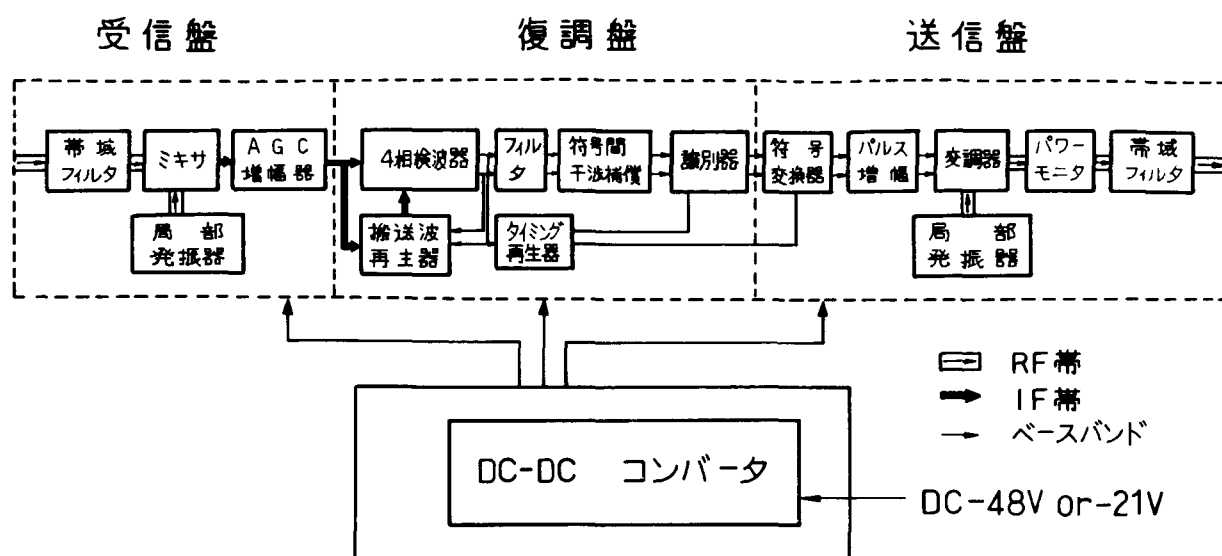 受信盤
復調盤
送信盤
帯域
フィルタ
ミキサ
AGC
増幅器
4相検波器
フィル
タ
符号間
干渉補償
識別器
符号
変換器
パルス
増幅
変調器
パワー
モニタ
帯域
フィルタ
局部
発振器
搬送波
再生器
タイミング
再生器
局部
発振器
RF帯
IF帯
ベースバンド
DC-DC コンバータ
DC-48V or-21V